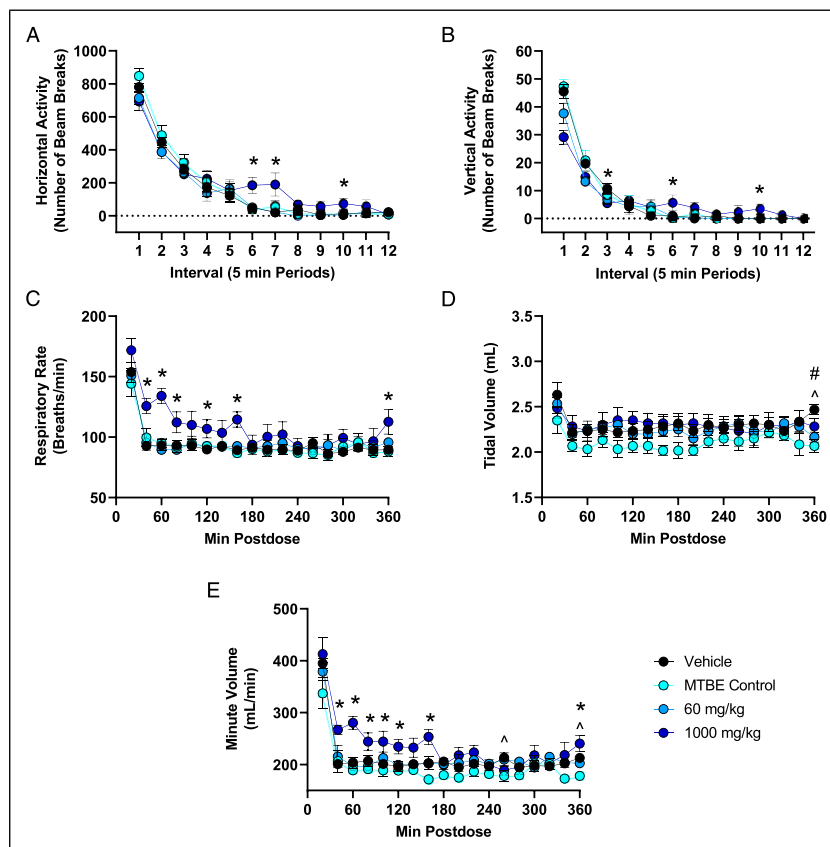 A
Horizontal Activity
(Number of Beam Breaks)
1000
800
600
400
200
0
* * *
1 2 3 4 5 6 7 8 9 10 11 12
Interval (5 min Periods)
B
Vertical Activity
(Number of Beam Breaks)
60
50
40
30
20
10
0
* * *
1 2 3 4 5 6 7 8 9 10 11 12
Interval (5 min Periods)
C
Respiratory Rate
(Breaths/min)
200
150
100
50
* * * * * *
0 60 120 180 240 300 360
Min Postdose
D
Tidal Volume (mL)
3.5
3.0
2.5
2.0
1.5
#
^
0 60 120 180 240 300 360
Min Postdose
E
Minute Volume
(mL/min)
500
400
300
200
* * * * * * ^ *
^
0 60 120 180 240 300 360
Min Postdose
Vehicle
MTBE Control
60 mg/kg
1000 mg/kg